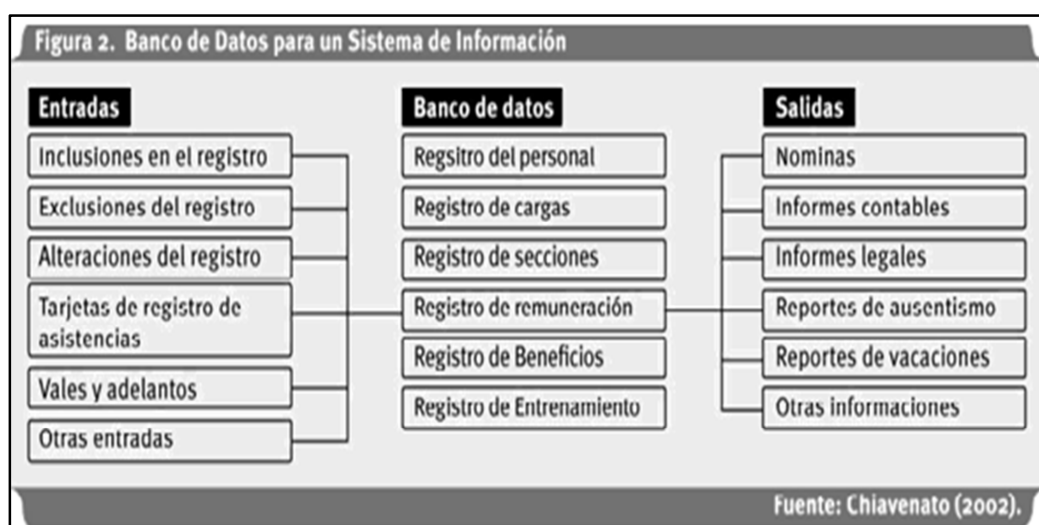 Figura 2. Banco de Datos para un Sistema de Información
Entradas
Inclusiones en el registro
Exclusiones del registro
Alteraciones del registro
Tarjetas de registro de
asistencias
Vales y adelantos
Otras entradas
Banco de datos
Regsitro del personal
Registro de cargas
Registro de secciones
Registro de remuneración
Registro de Beneficios
Registro de Entrenamiento
Salidas
Nominas
Informes contables
Informes legales
Reportes de ausentismo
Reportes de vacaciones
Otras informaciones
Fuente: Chiavenato (2002).